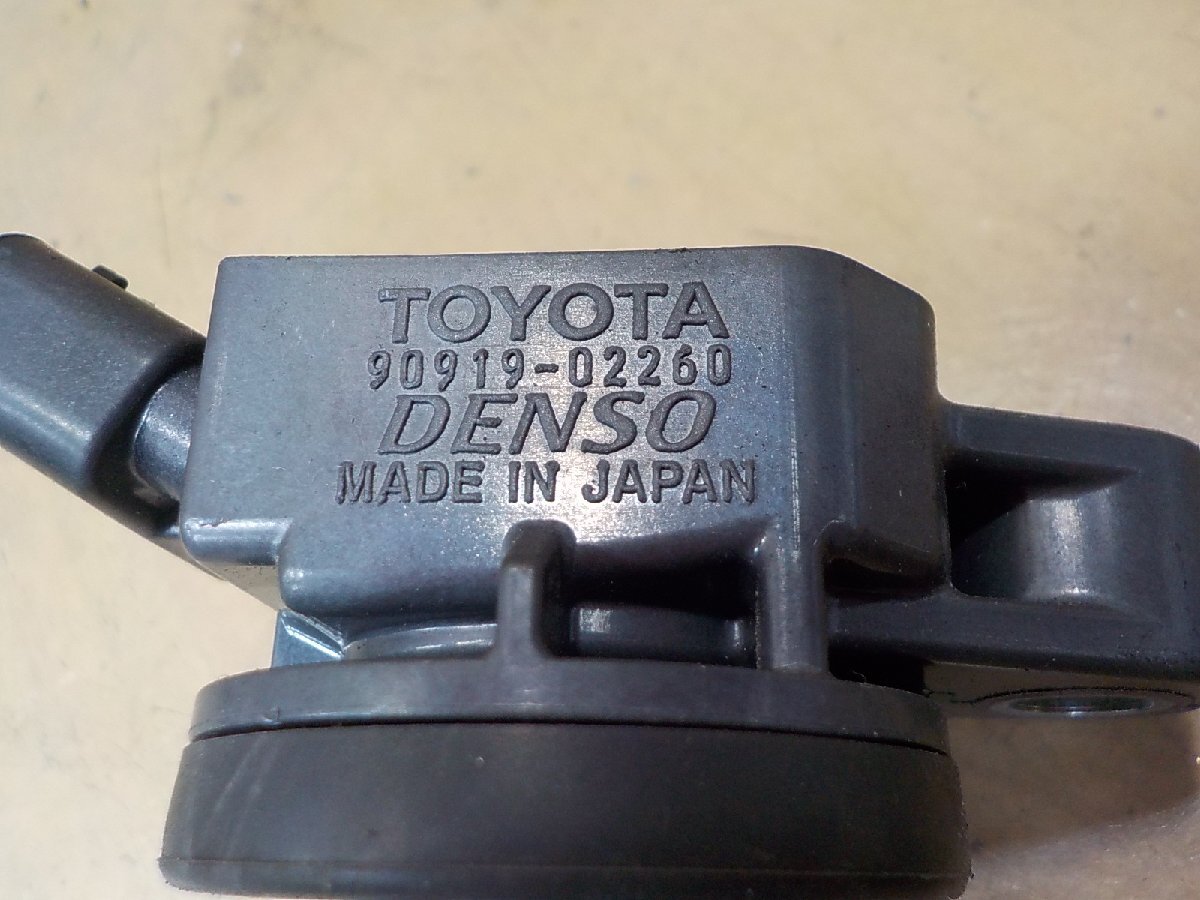 TOYOTA
90919-02260
DENSO
MADE IN JAPAN